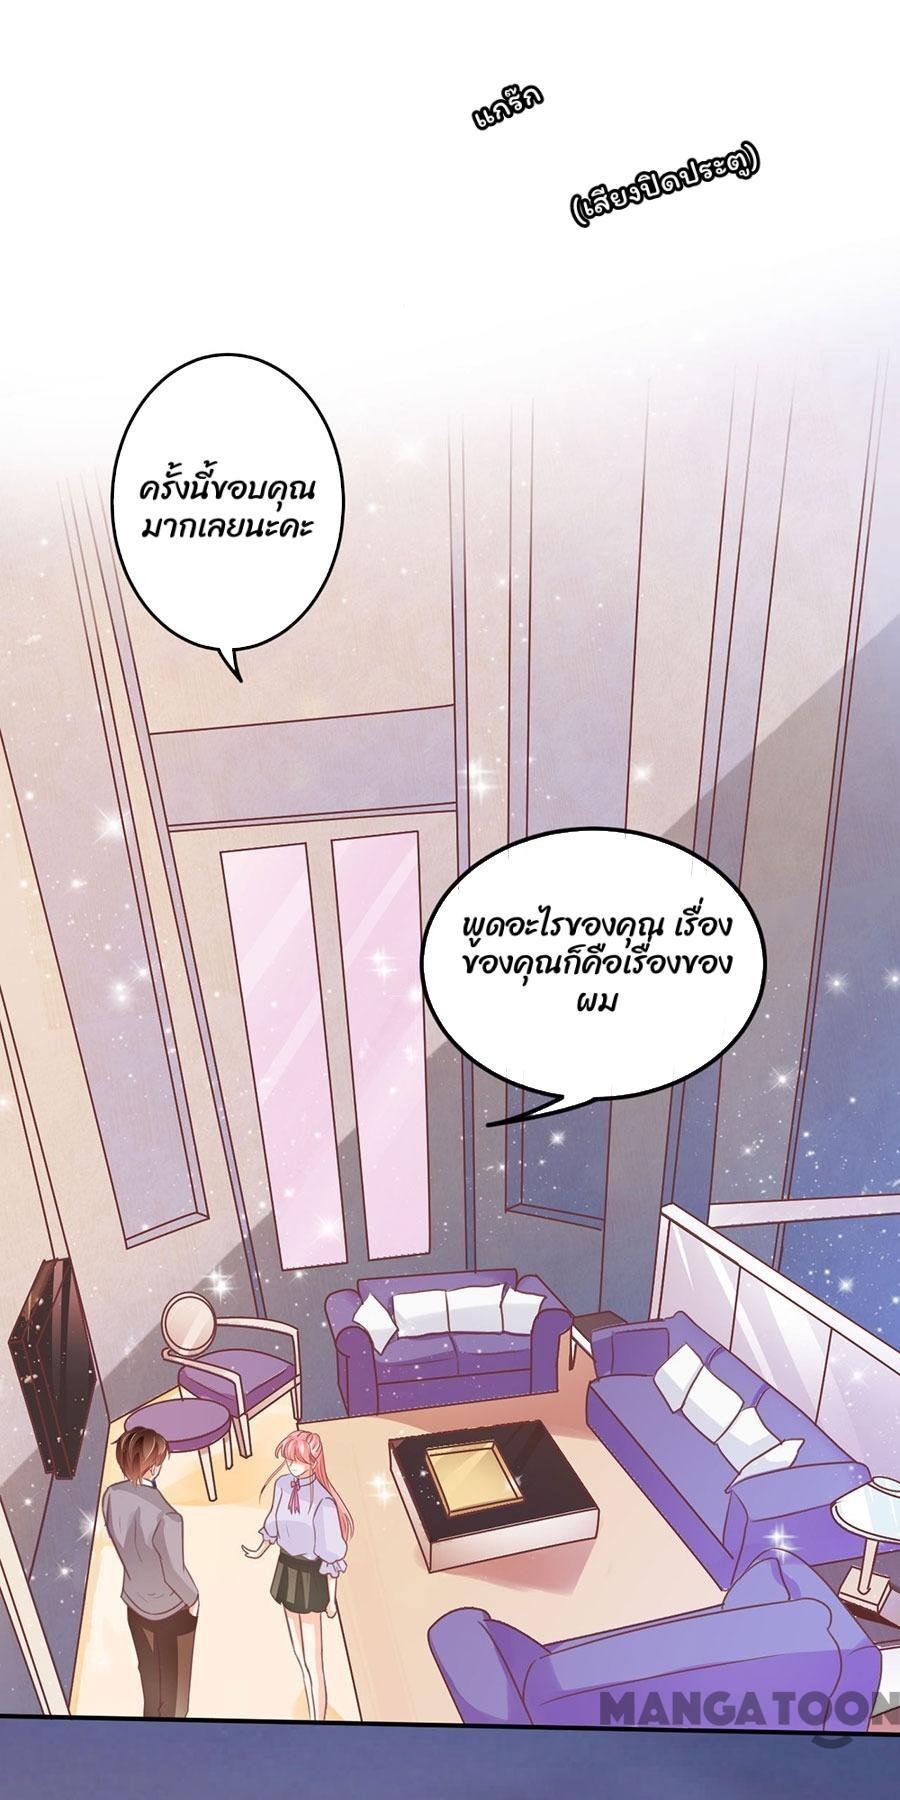 แกร๊ก
(เสียงปิดประตู)
ครั้งนี้ขอบคุณ
มากเลยนะคะ
พูดอะไรของคุณ เรื่อง
ของคุณก็คือเรื่องของ
ผม
MANGATOON